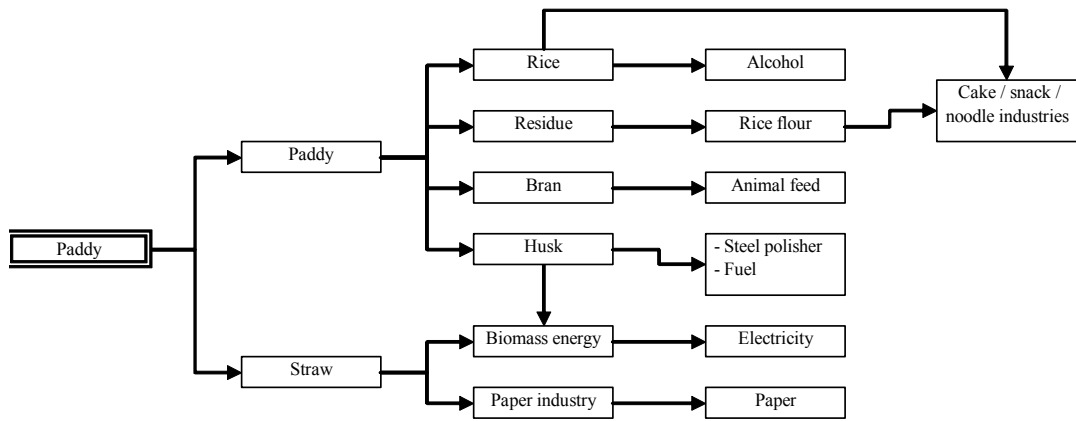 Rice
Alcohol
Cake / snack /
noodle industries
Residue
Rice flour
Paddy
Bran
Animal feed
Paddy
Husk
- Steel polisher
- Fuel
Biomass energy
Electricity
Straw
Paper industry
Paper